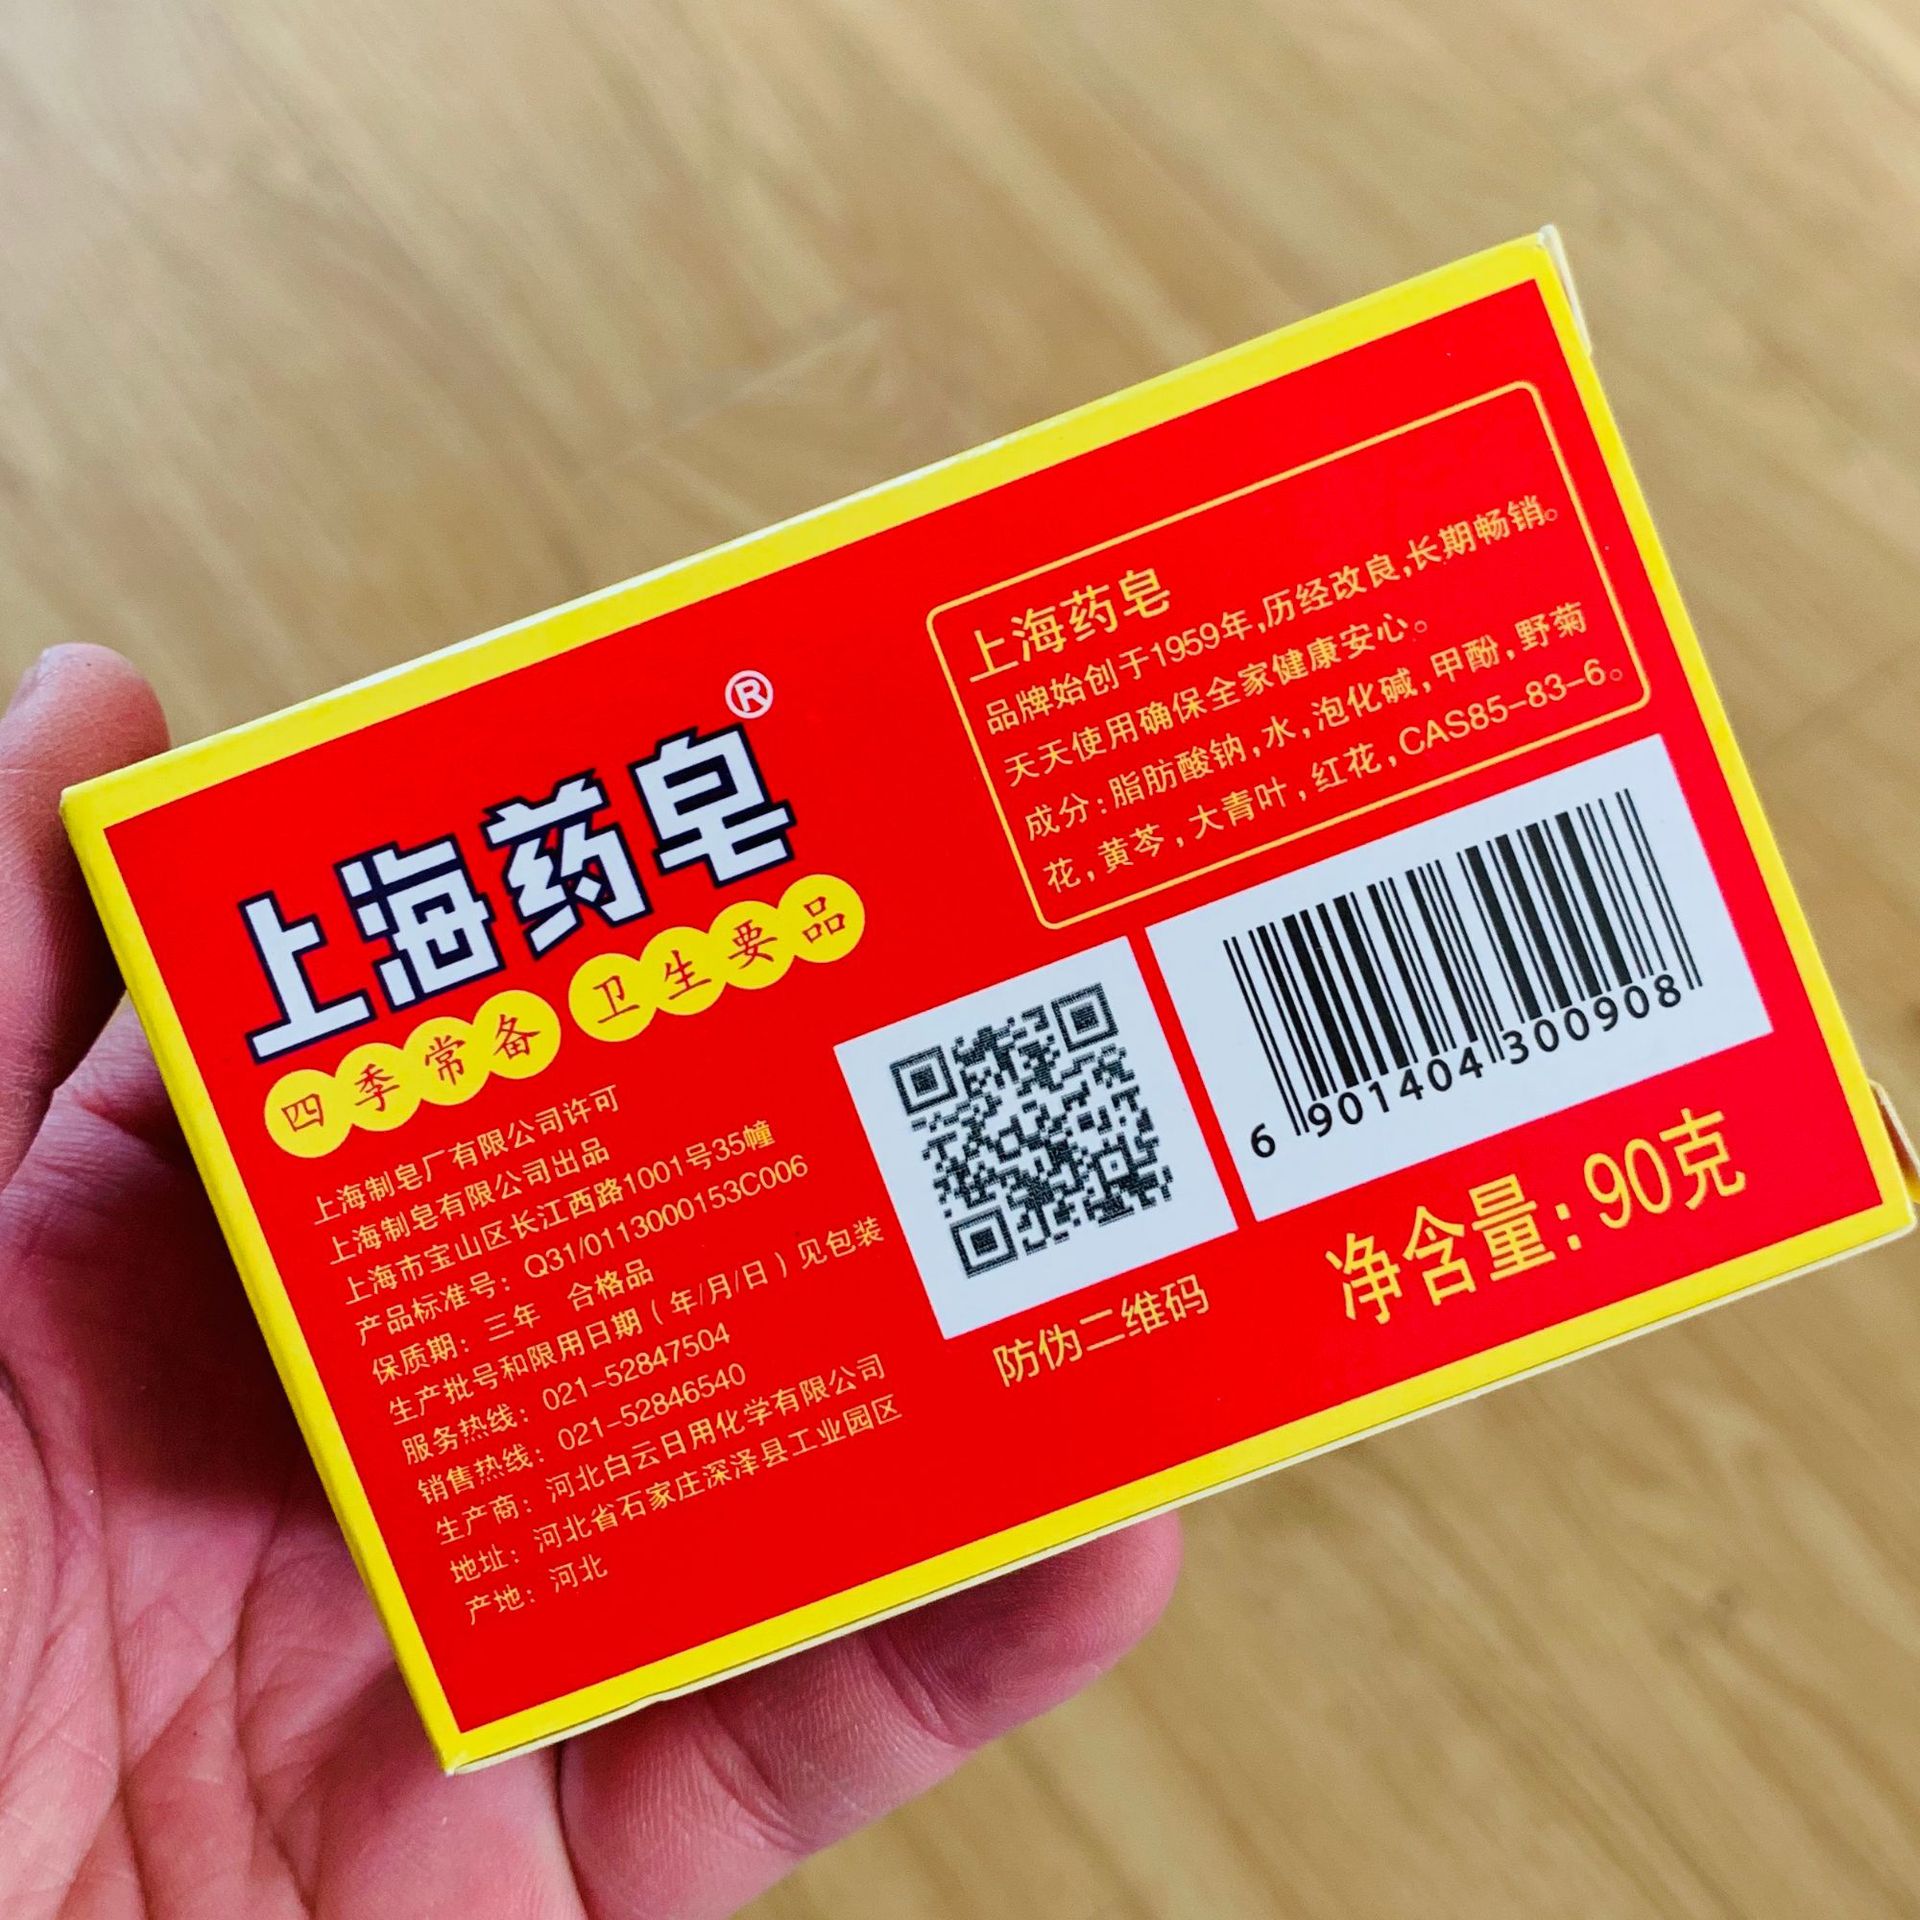 上海药皂®
四季常备 卫生要品
上海制皂厂有限公司许可
上海制皂有限公司出品
上海市宝山区长江西路1001号35幢
产品标准号：Q31/0113000153C006
保质期：三年 合格品
生产批号和限用日期（年/月/日）见包装
服务热线：021-52847504
销售热线：021-52846540
生产商：河北白云日用化学有限公司
地址：河北省石家庄深泽县工业园区
产地：河北
上海药皂
品牌始创于1959年,历经改良,长期畅销。
天天使用确保全家健康安心。
成分：脂肪酸钠,水,泡化碱,甲酚,野菊
花,黄芩,大青叶,红花,CAS85-83-6。
6 901404 300908
防伪二维码
净含量：90克